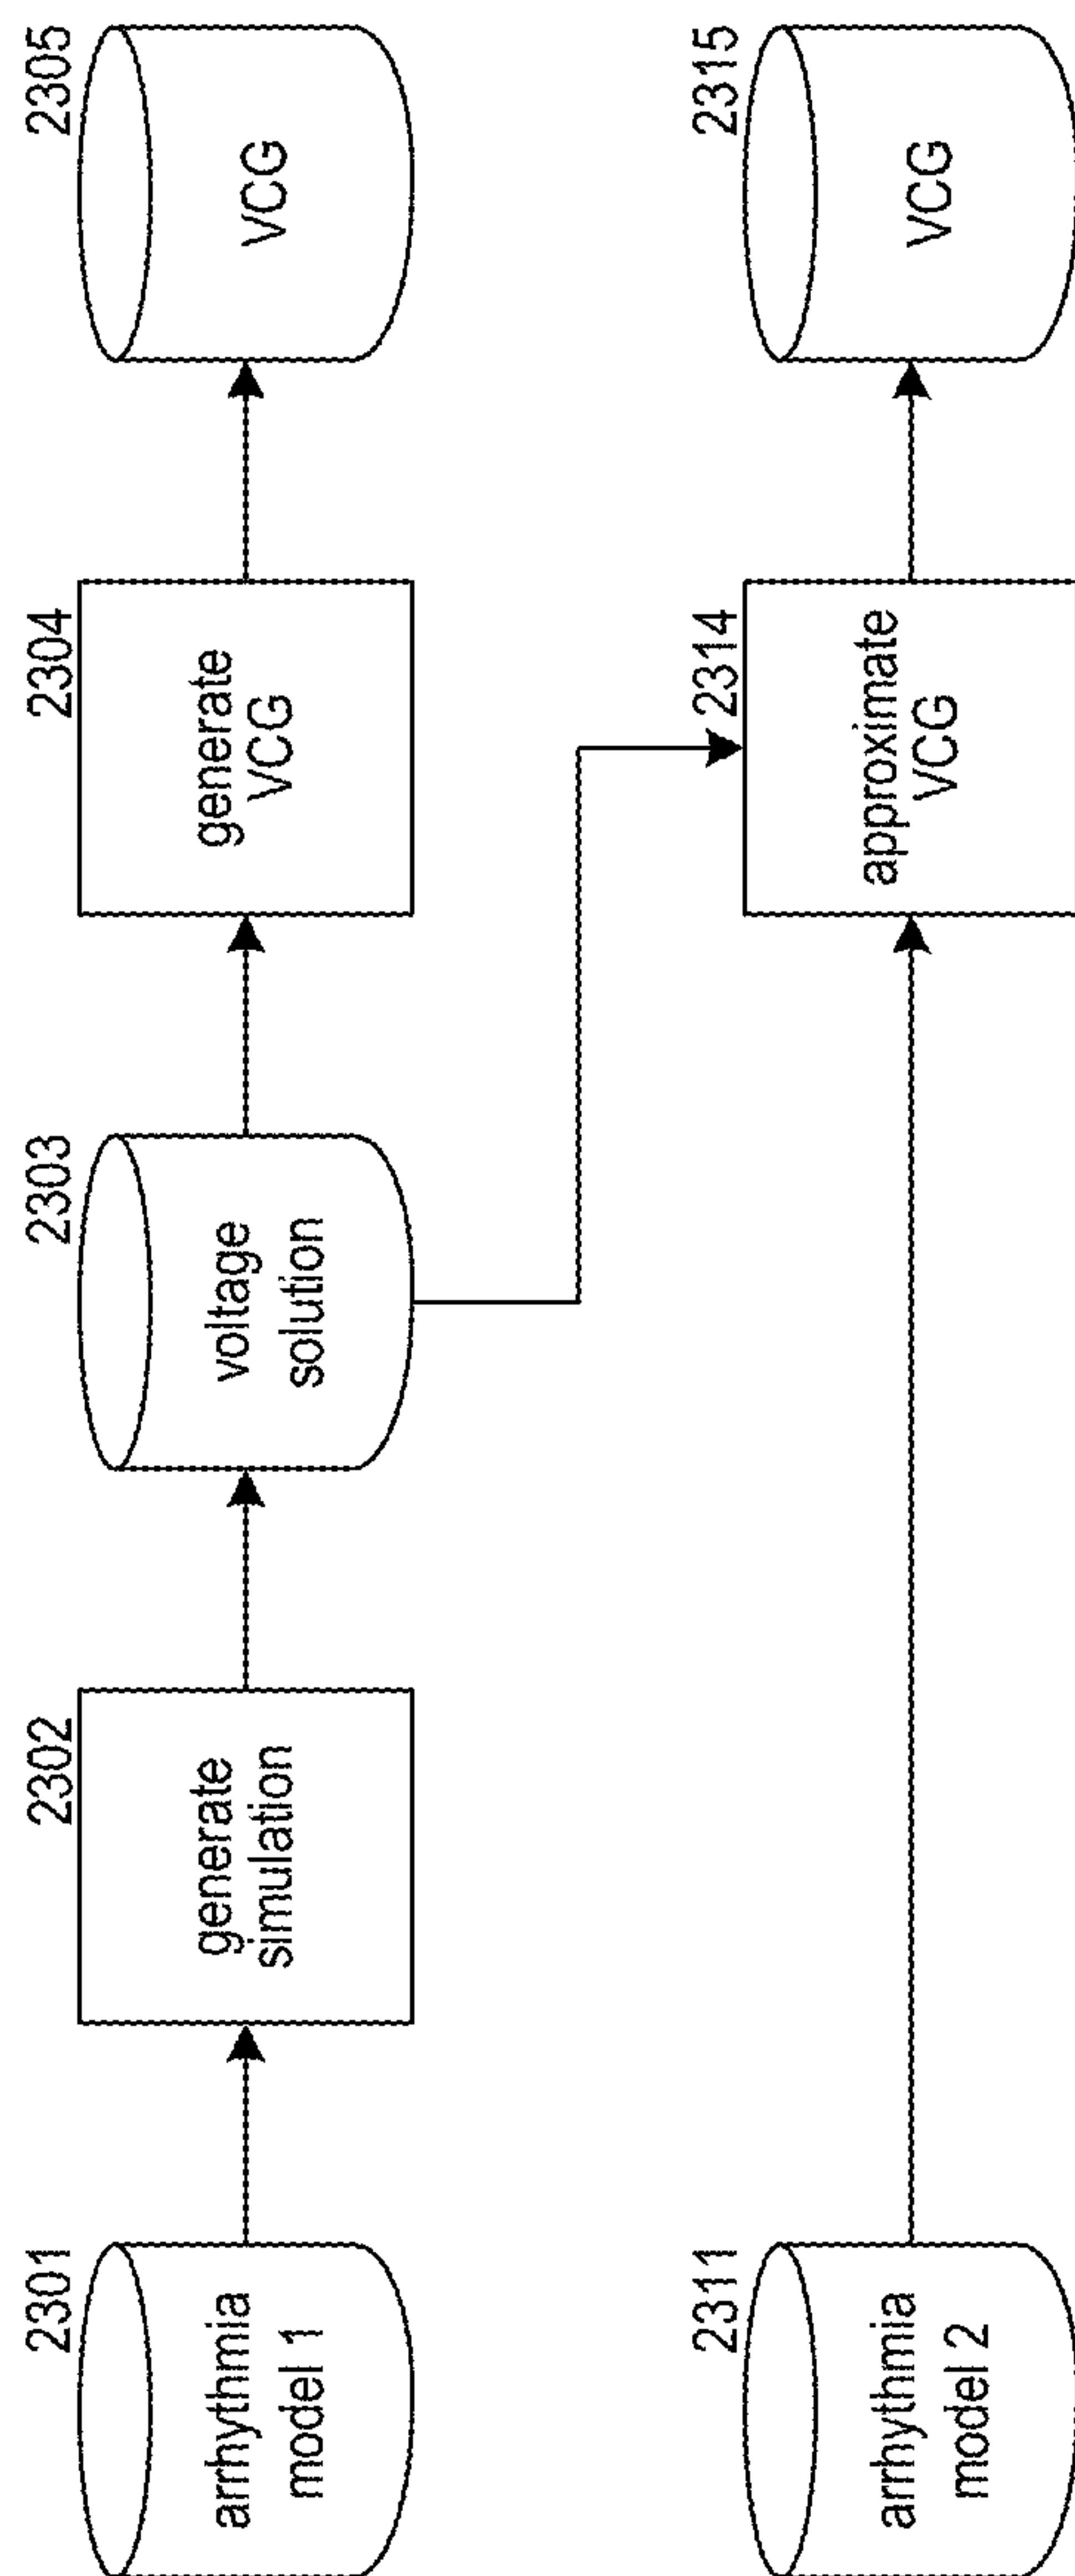 2301
arrhythmia
model 1
2302
generate
simulation
2303
voltage
solution
2304
generate
VCG
2305
VCG
2311
arrhythmia
model 2
2314
approximate
VCG
2315
VCG